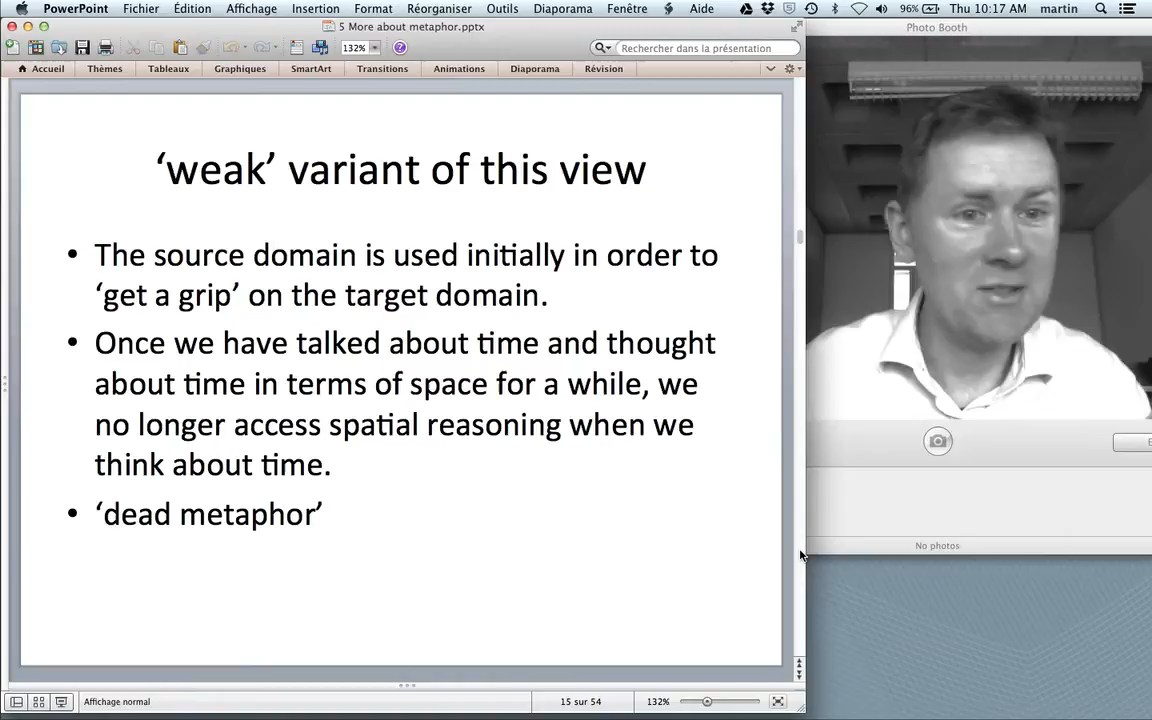 PowerPoint Fichier Édition Affichage Insertion Format Réorganiser Outils Diaporama Fenêtre Aide 96% Thu 10:17 AM martin
5 More about metaphor.pptx
Photo Booth
132%
Rechercher dans la présentation
Accueil Thèmes Tableaux Graphiques SmartArt Transitions Animations Diaporama Révision
‘weak’ variant of this view
• The source domain is used initially in order to
‘get a grip’ on the target domain.
• Once we have talked about time and thought
about time in terms of space for a while, we
no longer access spatial reasoning when we
think about time.
• ‘dead metaphor’
No photos
Affichage normal 15 sur 54 132%